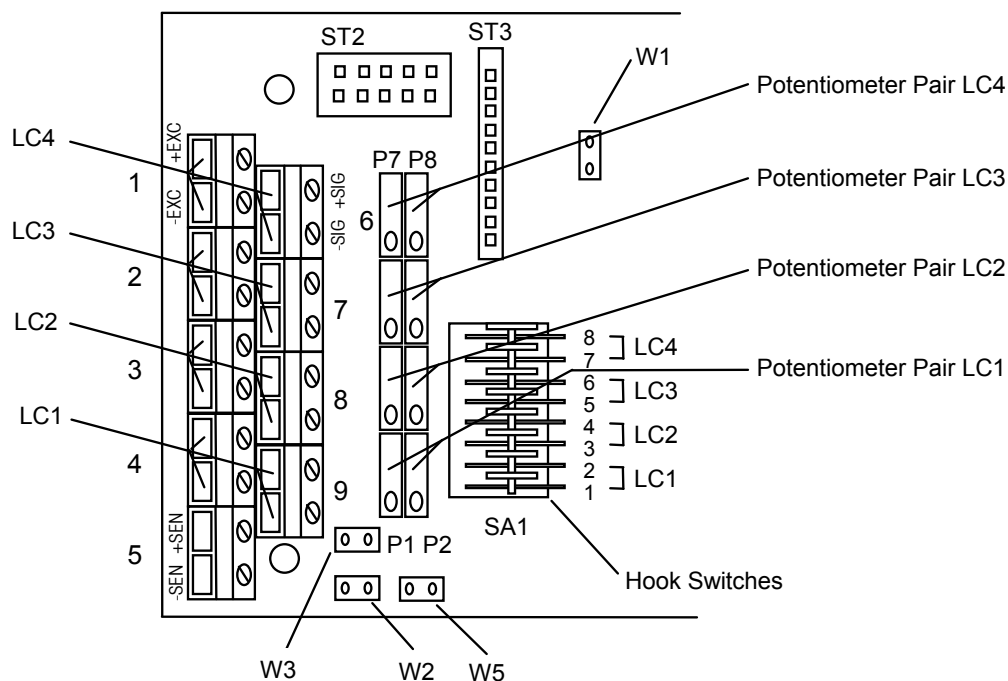 ST2
ST3
W1
Potentiometer Pair LC4
LC4
+EXC
-EXC
1
P7 P8
+SIG
-SIG
6
Potentiometer Pair LC3
LC3
2
7
Potentiometer Pair LC2
LC2
3
8
8
7
LC4
6
5
LC3
4
3
LC2
2
1
LC1
Potentiometer Pair LC1
LC1
4
9
SA1
5
+SEN
-SEN
P1 P2
Hook Switches
W3
W2
W5